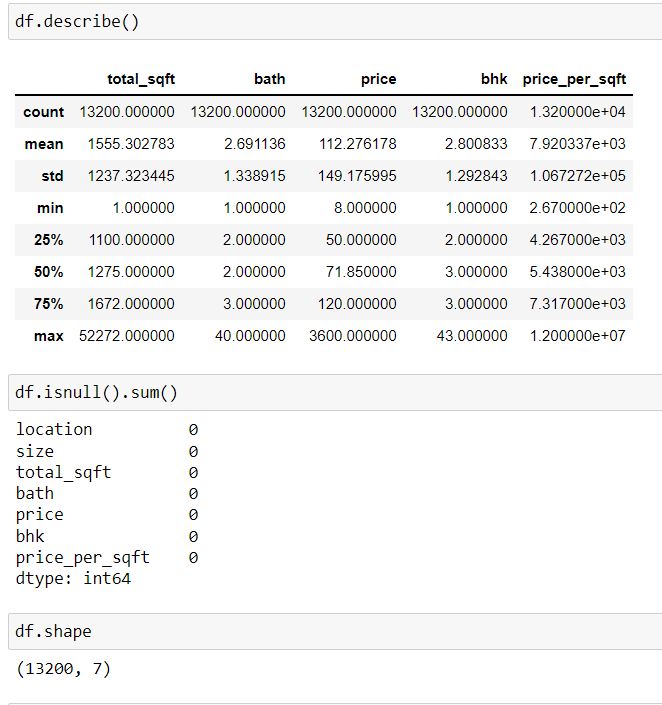 df.describe()
total_sqft bath price bhk price_per_sqft
count 13200.000000 13200.000000 13200.000000 13200.000000 1.320000e+04
mean 1555.302783 2.691136 112.276178 2.800833 7.920337e+03
std 1237.323445 1.338915 149.175995 1.292843 1.067272e+05
min 1.000000 1.000000 8.000000 1.000000 2.670000e+02
25% 1100.000000 2.000000 50.000000 2.000000 4.267000e+03
50% 1275.000000 2.000000 71.850000 3.000000 5.438000e+03
75% 1672.000000 3.000000 120.000000 3.000000 7.317000e+03
max 52272.000000 40.000000 3600.000000 43.000000 1.200000e+07
df.isnull().sum()
location 0
size 0
total_sqft 0
bath 0
price 0
bhk 0
price_per_sqft 0
dtype: int64
df.shape
(13200, 7)